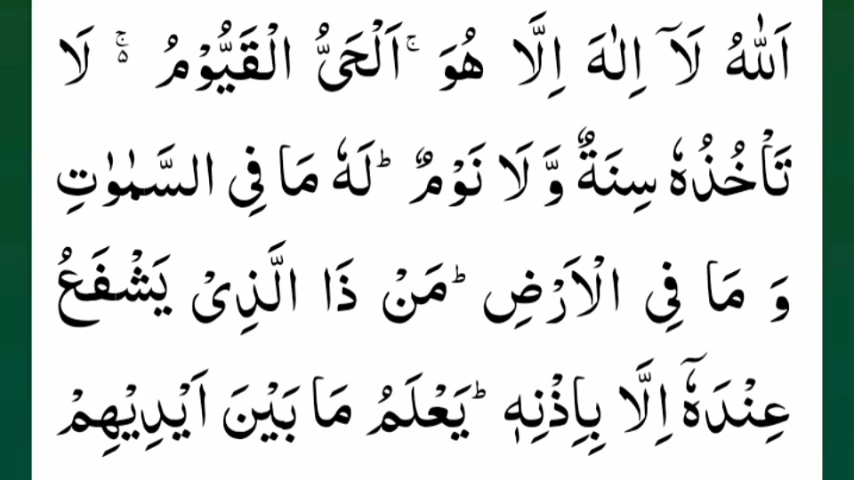 اَللّٰهُ لَاۤ اِلٰهَ اِلَّا هُوَ ۚ اَلْحَیُّ الْقَیُّوْمُ ۚ۬ لَا
تَاْخُذُهٗ سِنَةٌ وَّ لَا نَوْمٌ ؕ لَهٗ مَا فِی السَّمٰوٰتِ
وَ مَا فِی الْاَرْضِ ؕ مَنْ ذَا الَّذِیْ یَشْفَعُ
عِنْدَهٗۤ اِلَّا بِاِذْنِهٖ ؕ یَعْلَمُ مَا بَیْنَ اَیْدِیْهِمْ